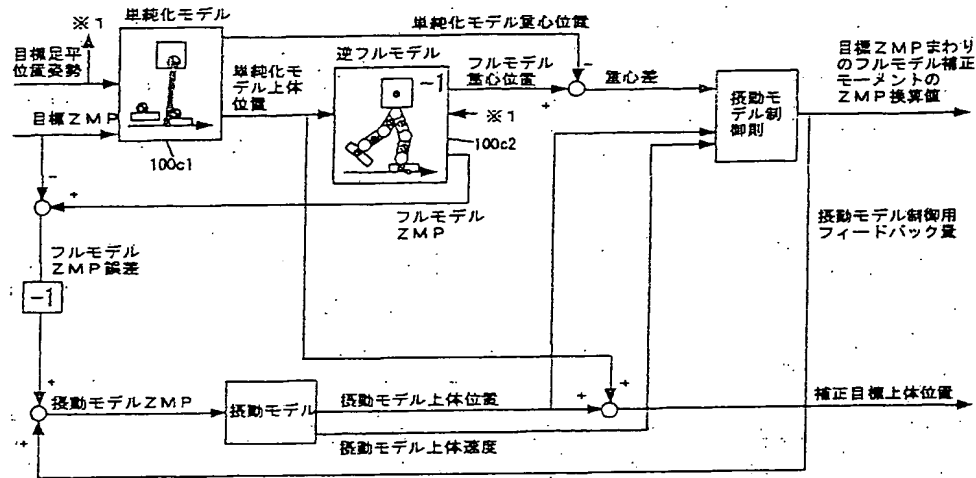 ※1
単純化モデル
単純化モデル重心位置
目標足平
位置姿勢
目標ZMP
100c1
単純化モ
デル上体
位置
逆フルモデル
-1
フルモデル
重心位置
※1
100c2
-
+
重心差
摂動モ
デル制
御則
目標ZMPまわり
のフルモデル補正
モーメントの
ZMP換算値
-
+
フルモデル
ZMP
摂動モデル制御用
フィードバック量
フルモデル
ZMP誤差
-1
+
+
摂動モデルZMP
摂動モデル
摂動モデル上体位置
+
+
補正目標上体位置
摂動モデル上体速度